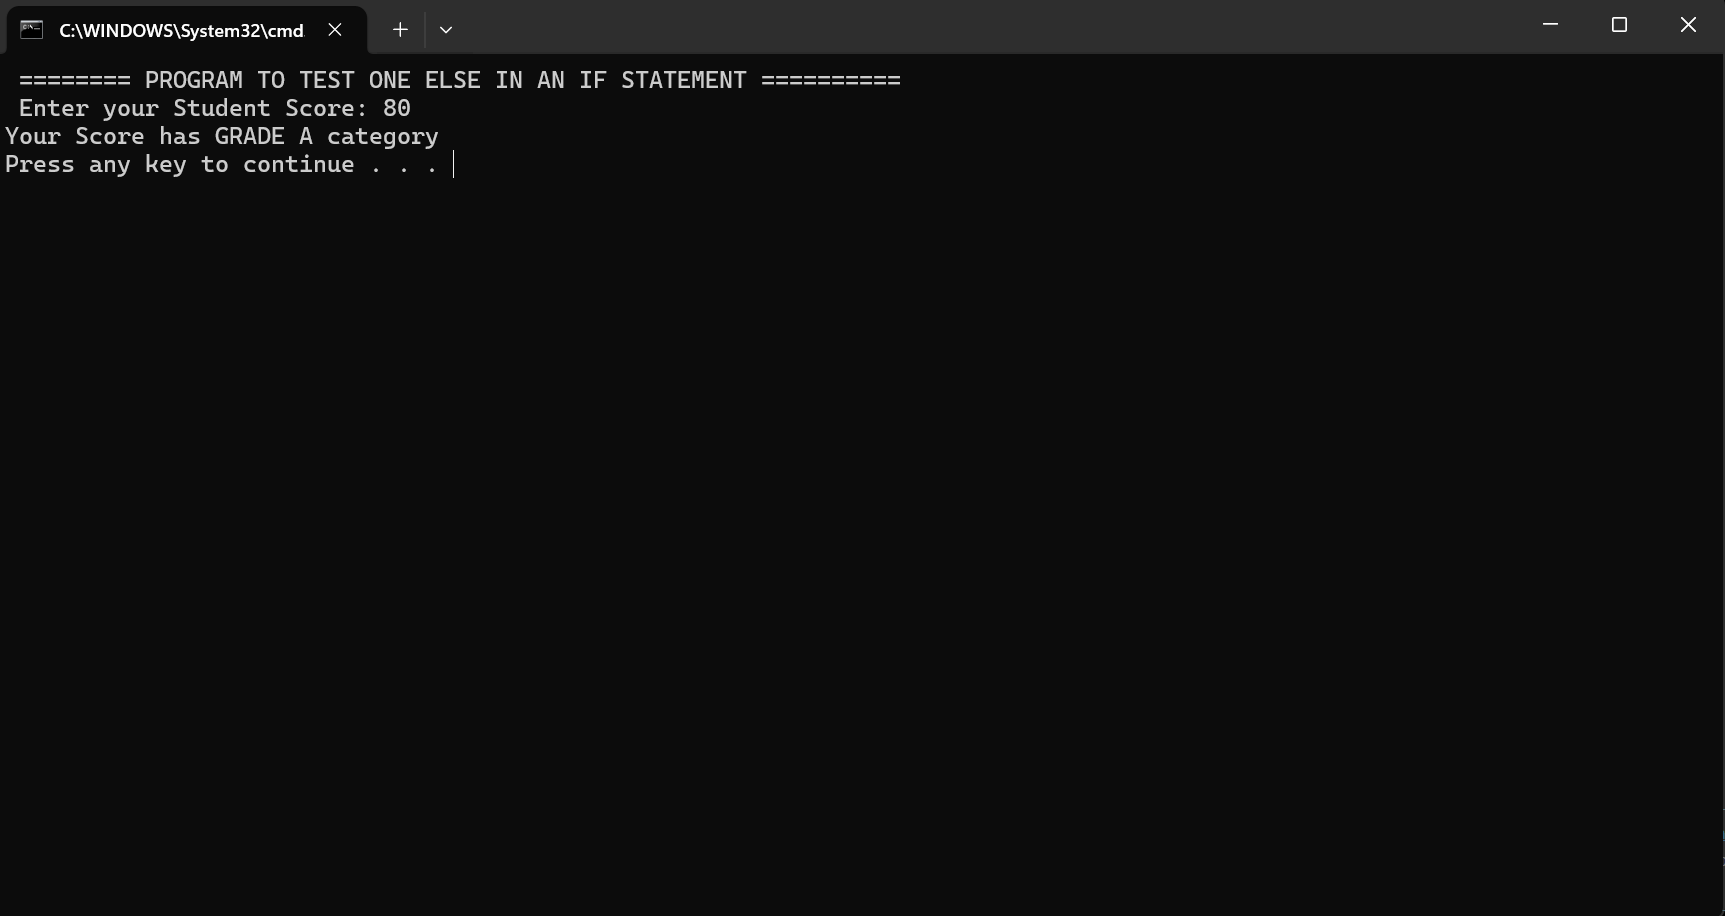 C:\WINDOWS\System32\cmd.
======== PROGRAM TO TEST ONE ELSE IN AN IF STATEMENT ==========
Enter your Student Score: 80
Your Score has GRADE A category
Press any key to continue . . .